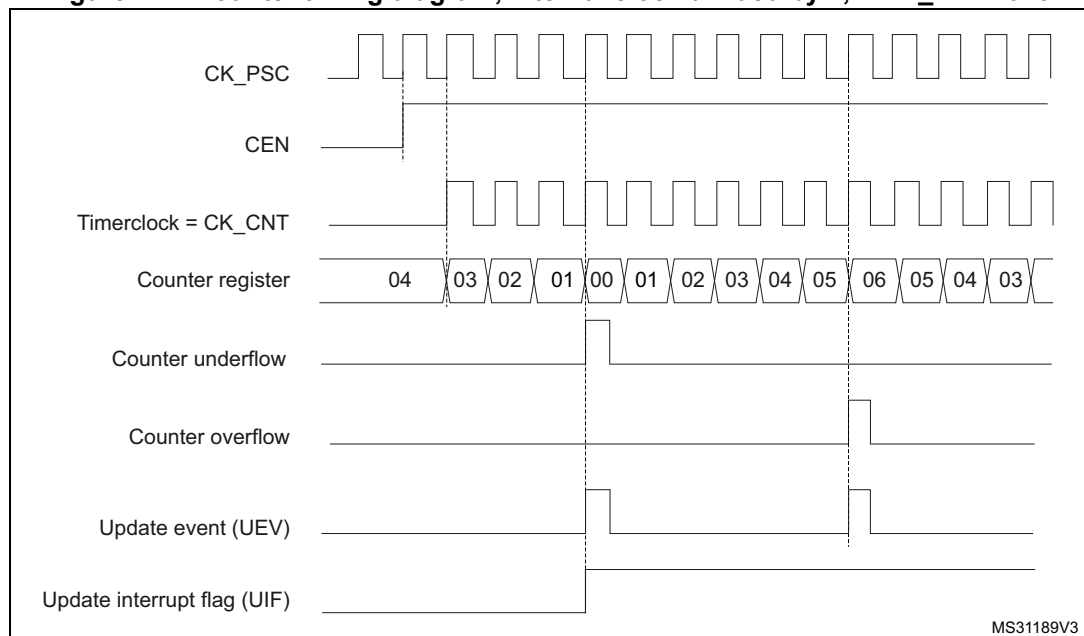 CK_PSC
CEN
Timerclock = CK_CNT
Counter register 04 03 02 01 00 01 02 03 04 05 06 05 04 03
Counter underflow
Counter overflow
Update event (UEV)
Update interrupt flag (UIF)
MS31189V3